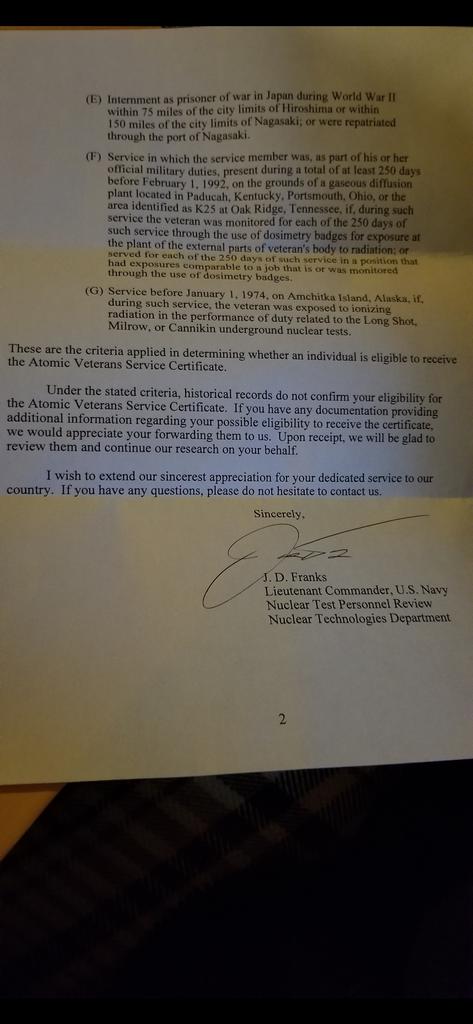 (E) Internment as prisoner of war in Japan during World War II
within 75 miles of the city limits of Hiroshima or within
150 miles of the city limits of Nagasaki; or were repatriated
through the port of Nagasaki.
(F) Service in which the service member was, as part of his or her
official military duties, present during a total of at least 250 days
before February 1, 1992, on the grounds of a gaseous diffusion
plant located in Paducah, Kentucky, Portsmouth, Ohio, or the
area identified as K25 at Oak Ridge, Tennessee, if, during such
service the veteran was monitored for each of the 250 days of
such service through the use of dosimetry badges for exposure at
the plant of the external parts of veteran's body to radiation; or
served for each of the 250 days of such service in a position that
had exposures comparable to a job that is or was monitored
through the use of dosimetry badges.
(G) Service before January 1, 1974, on Amchitka Island, Alaska, if,
during such service, the veteran was exposed to ionizing
radiation in the performance of duty related to the Long Shot,
Milrow, or Cannikin underground nuclear tests.
These are the criteria applied in determining whether an individual is eligible to receive
the Atomic Veterans Service Certificate.
Under the stated criteria, historical records do not confirm your eligibility for
the Atomic Veterans Service Certificate. If you have any documentation providing
additional information regarding your possible eligibility to receive the certificate,
we would appreciate your forwarding them to us. Upon receipt, we will be glad to
review them and continue our research on your behalf.
I wish to extend our sincerest appreciation for your dedicated service to our
country. If you have any questions, please do not hesitate to contact us.
Sincerely,
J. D. Franks
Lieutenant Commander, U.S. Navy
Nuclear Test Personnel Review
Nuclear Technologies Department
2